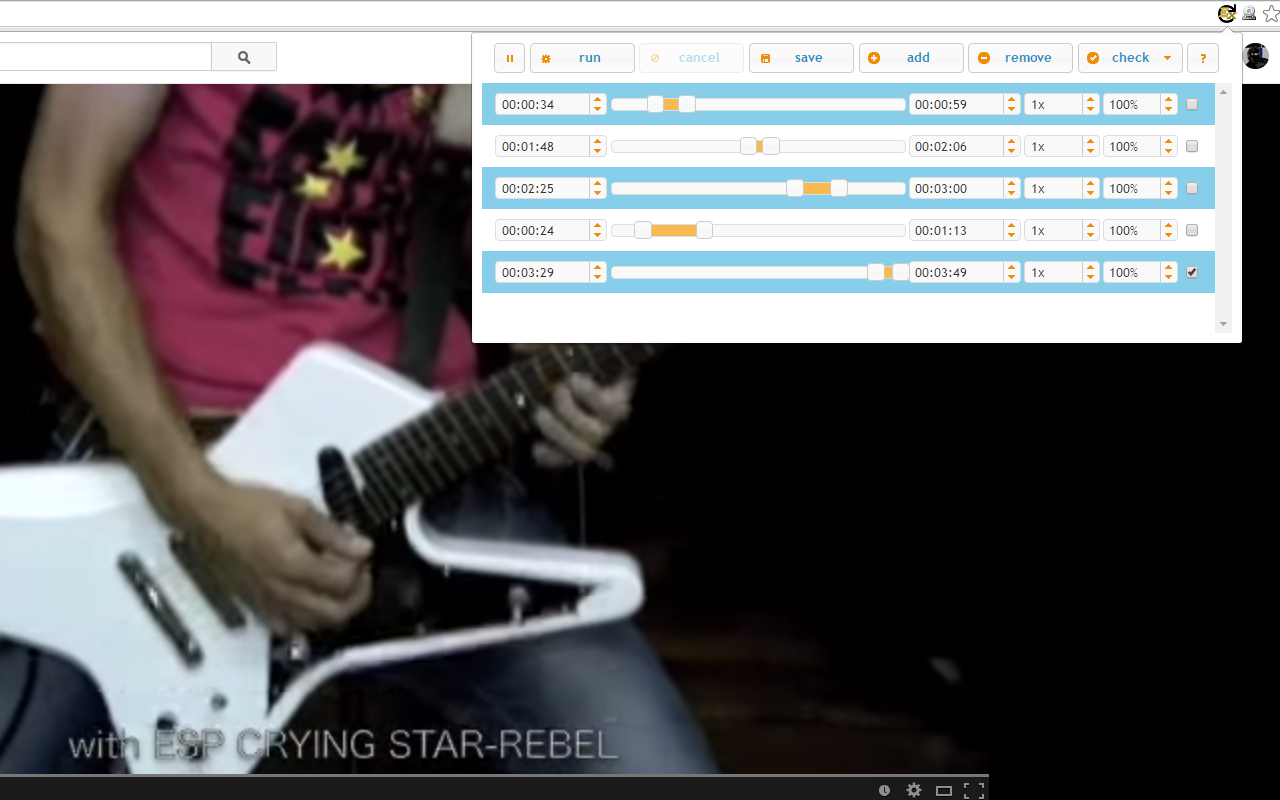 run cancel save add remove check ?
00:00:34 00:00:59 1x 100%
00:01:48 00:02:06 1x 100%
00:02:25 00:03:00 1x 100%
00:00:24 00:01:13 1x 100%
00:03:29 00:03:49 1x 100%
with ESP CRYING STAR-REBEL